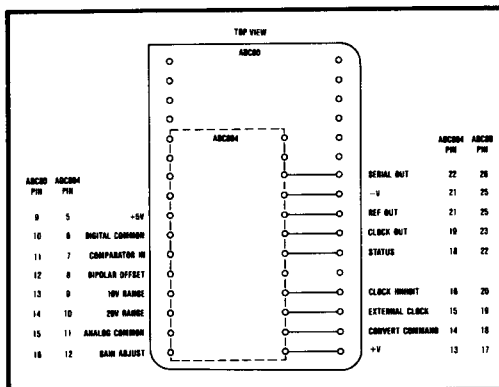 TOP VIEW
ADC80
ADC804
ADC80 ADC804
PIN PIN
9 5 +5V
10 6 DIGITAL COMMON
11 7 COMPARATOR IN
12 8 BIPOLAR OFFSET
13 9 10V RANGE
14 10 20V RANGE
15 11 ANALOG COMMON
16 12 GAIN ADJUST
ADC804 ADC80
PIN PIN
SERIAL OUT 22 26
−V 21 25
REF OUT 21 25
CLOCK OUT 19 23
STATUS 18 22
CLOCK INHIBIT 16 20
EXTERNAL CLOCK 15 19
CONVERT COMMAND 14 18
+V 13 17